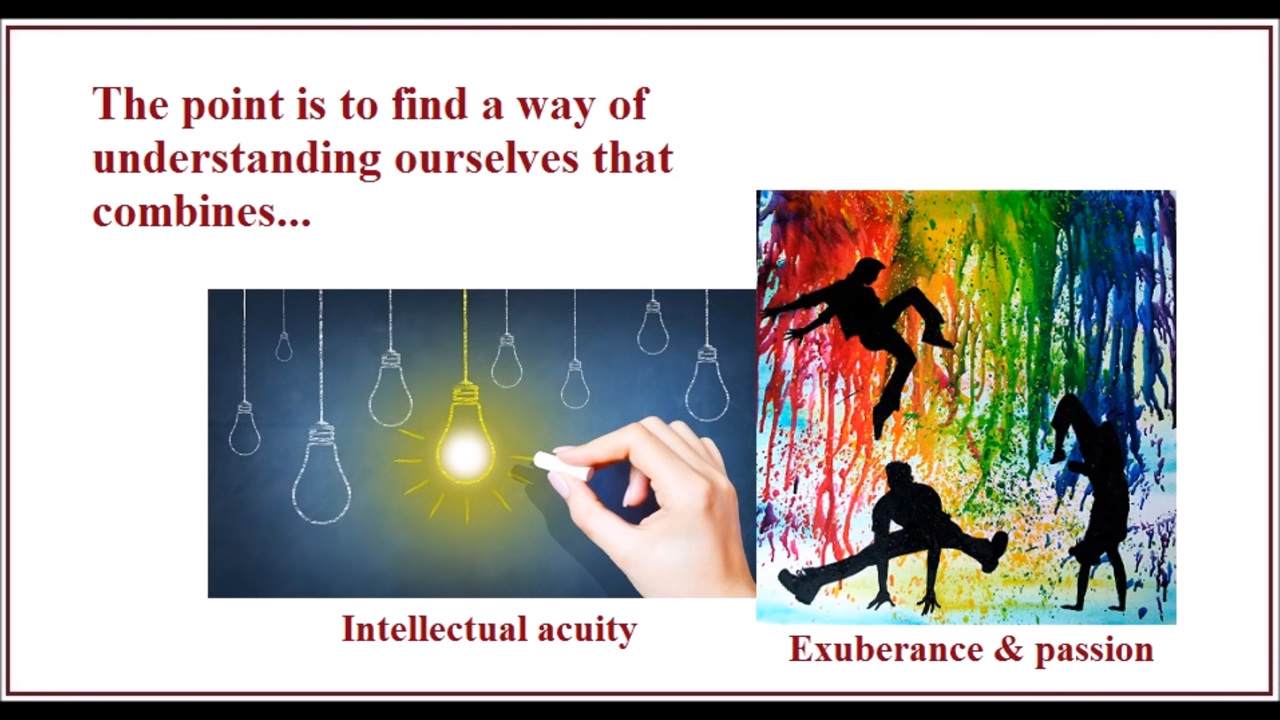 The point is to find a way of
understanding ourselves that
combines...
Intellectual acuity
Exuberance & passion